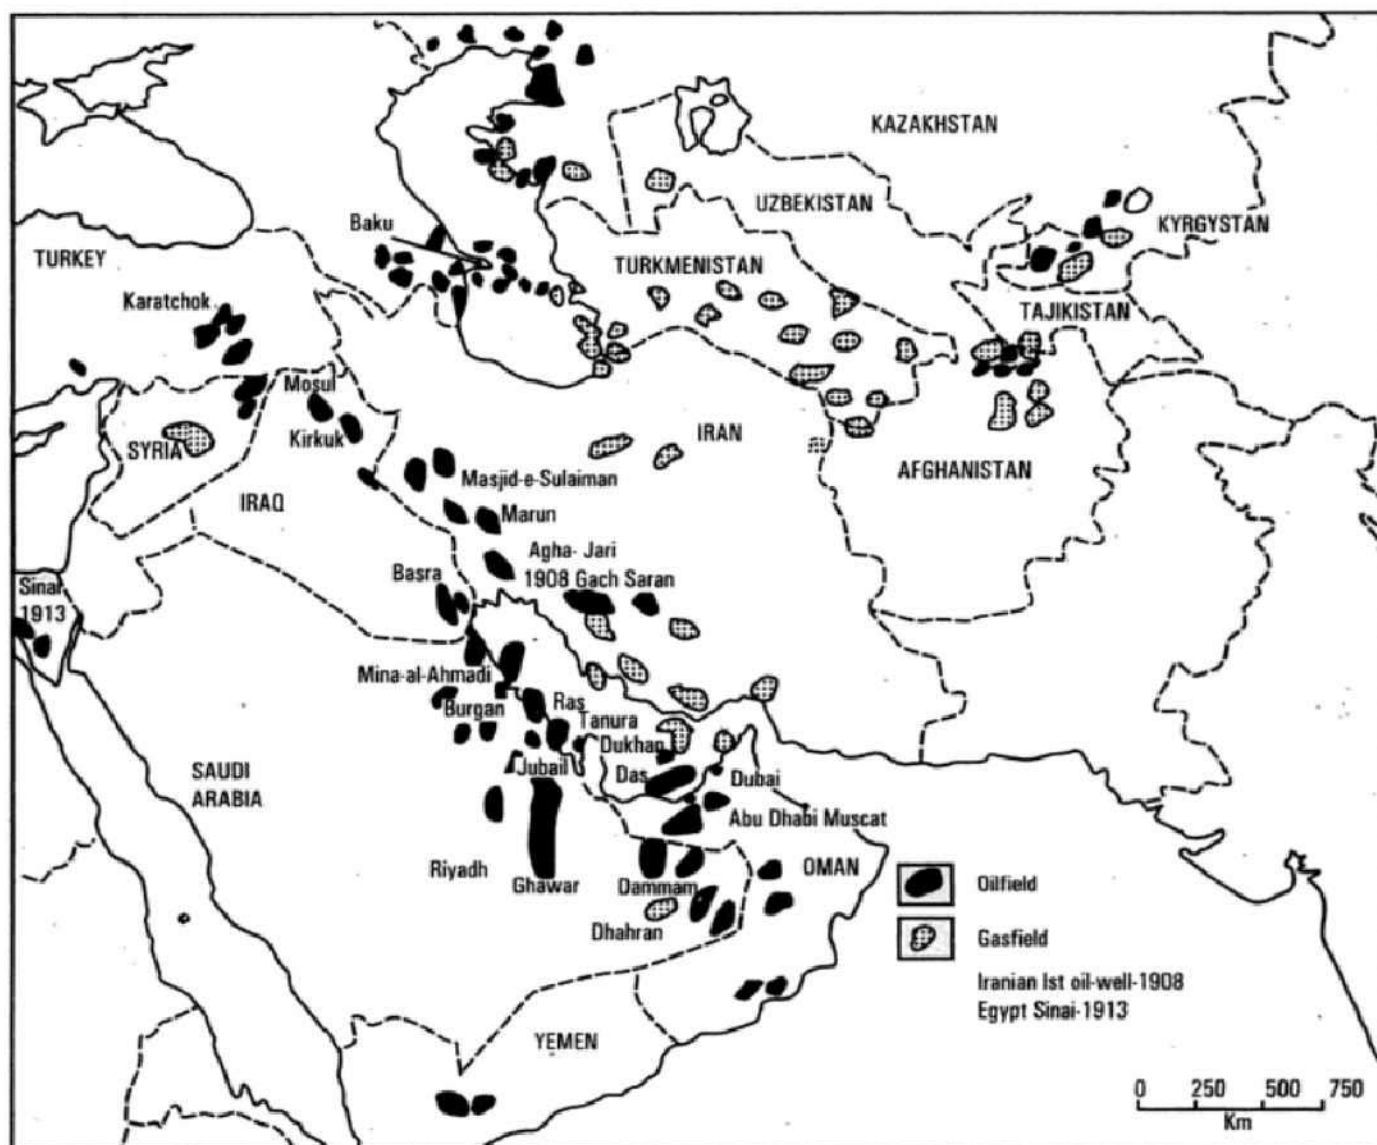 KAZAKHSTAN
UZBEKISTAN
KYRGYSTAN
Baku
TURKEY
TURKMENISTAN
Karatchok
TAJIKISTAN
Mosul
Kirkuk
SYRIA
IRAN
AFGHANISTAN
Masjid-e-Sulaiman
IRAQ
Marun
Agha- Jari
1908 Gach Saran
Basra
Sinai
1913
Mina-al-Ahmadi
Burgan
Ras
Tanura
Dukhan
Jubail
Das
Dubai
SAUDI
ARABIA
Abu Dhabi Muscat
Riyadh
Ghawar
Dammam
OMAN
Dhahran
YEMEN
Oilfield
Gasfield
Iranian Ist oil-well-1908
Egypt Sinai-1913
0 250 500 750
Km